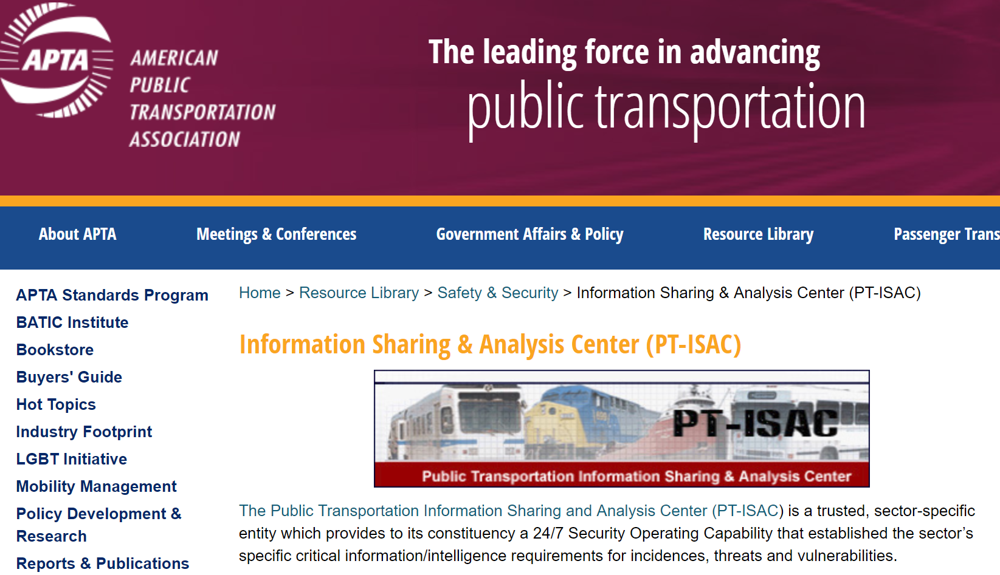 APTA
AMERICAN
PUBLIC
TRANSPORTATION
ASSOCIATION
The leading force in advancing
public transportation
About APTA
Meetings & Conferences
Government Affairs & Policy
Resource Library
Passenger Trans
APTA Standards Program
BATIC Institute
Bookstore
Buyers' Guide
Hot Topics
Industry Footprint
LGBT Initiative
Mobility Management
Policy Development &
Research
Reports & Publications
Home > Resource Library > Safety & Security > Information Sharing & Analysis Center (PT-ISAC)
Information Sharing & Analysis Center (PT-ISAC)
PT-ISAC
Public Transportation Information Sharing & Analysis Center
The Public Transportation Information Sharing and Analysis Center (PT-ISAC) is a trusted, sector-specific
entity which provides to its constituency a 24/7 Security Operating Capability that established the sector’s
specific critical information/intelligence requirements for incidences, threats and vulnerabilities.